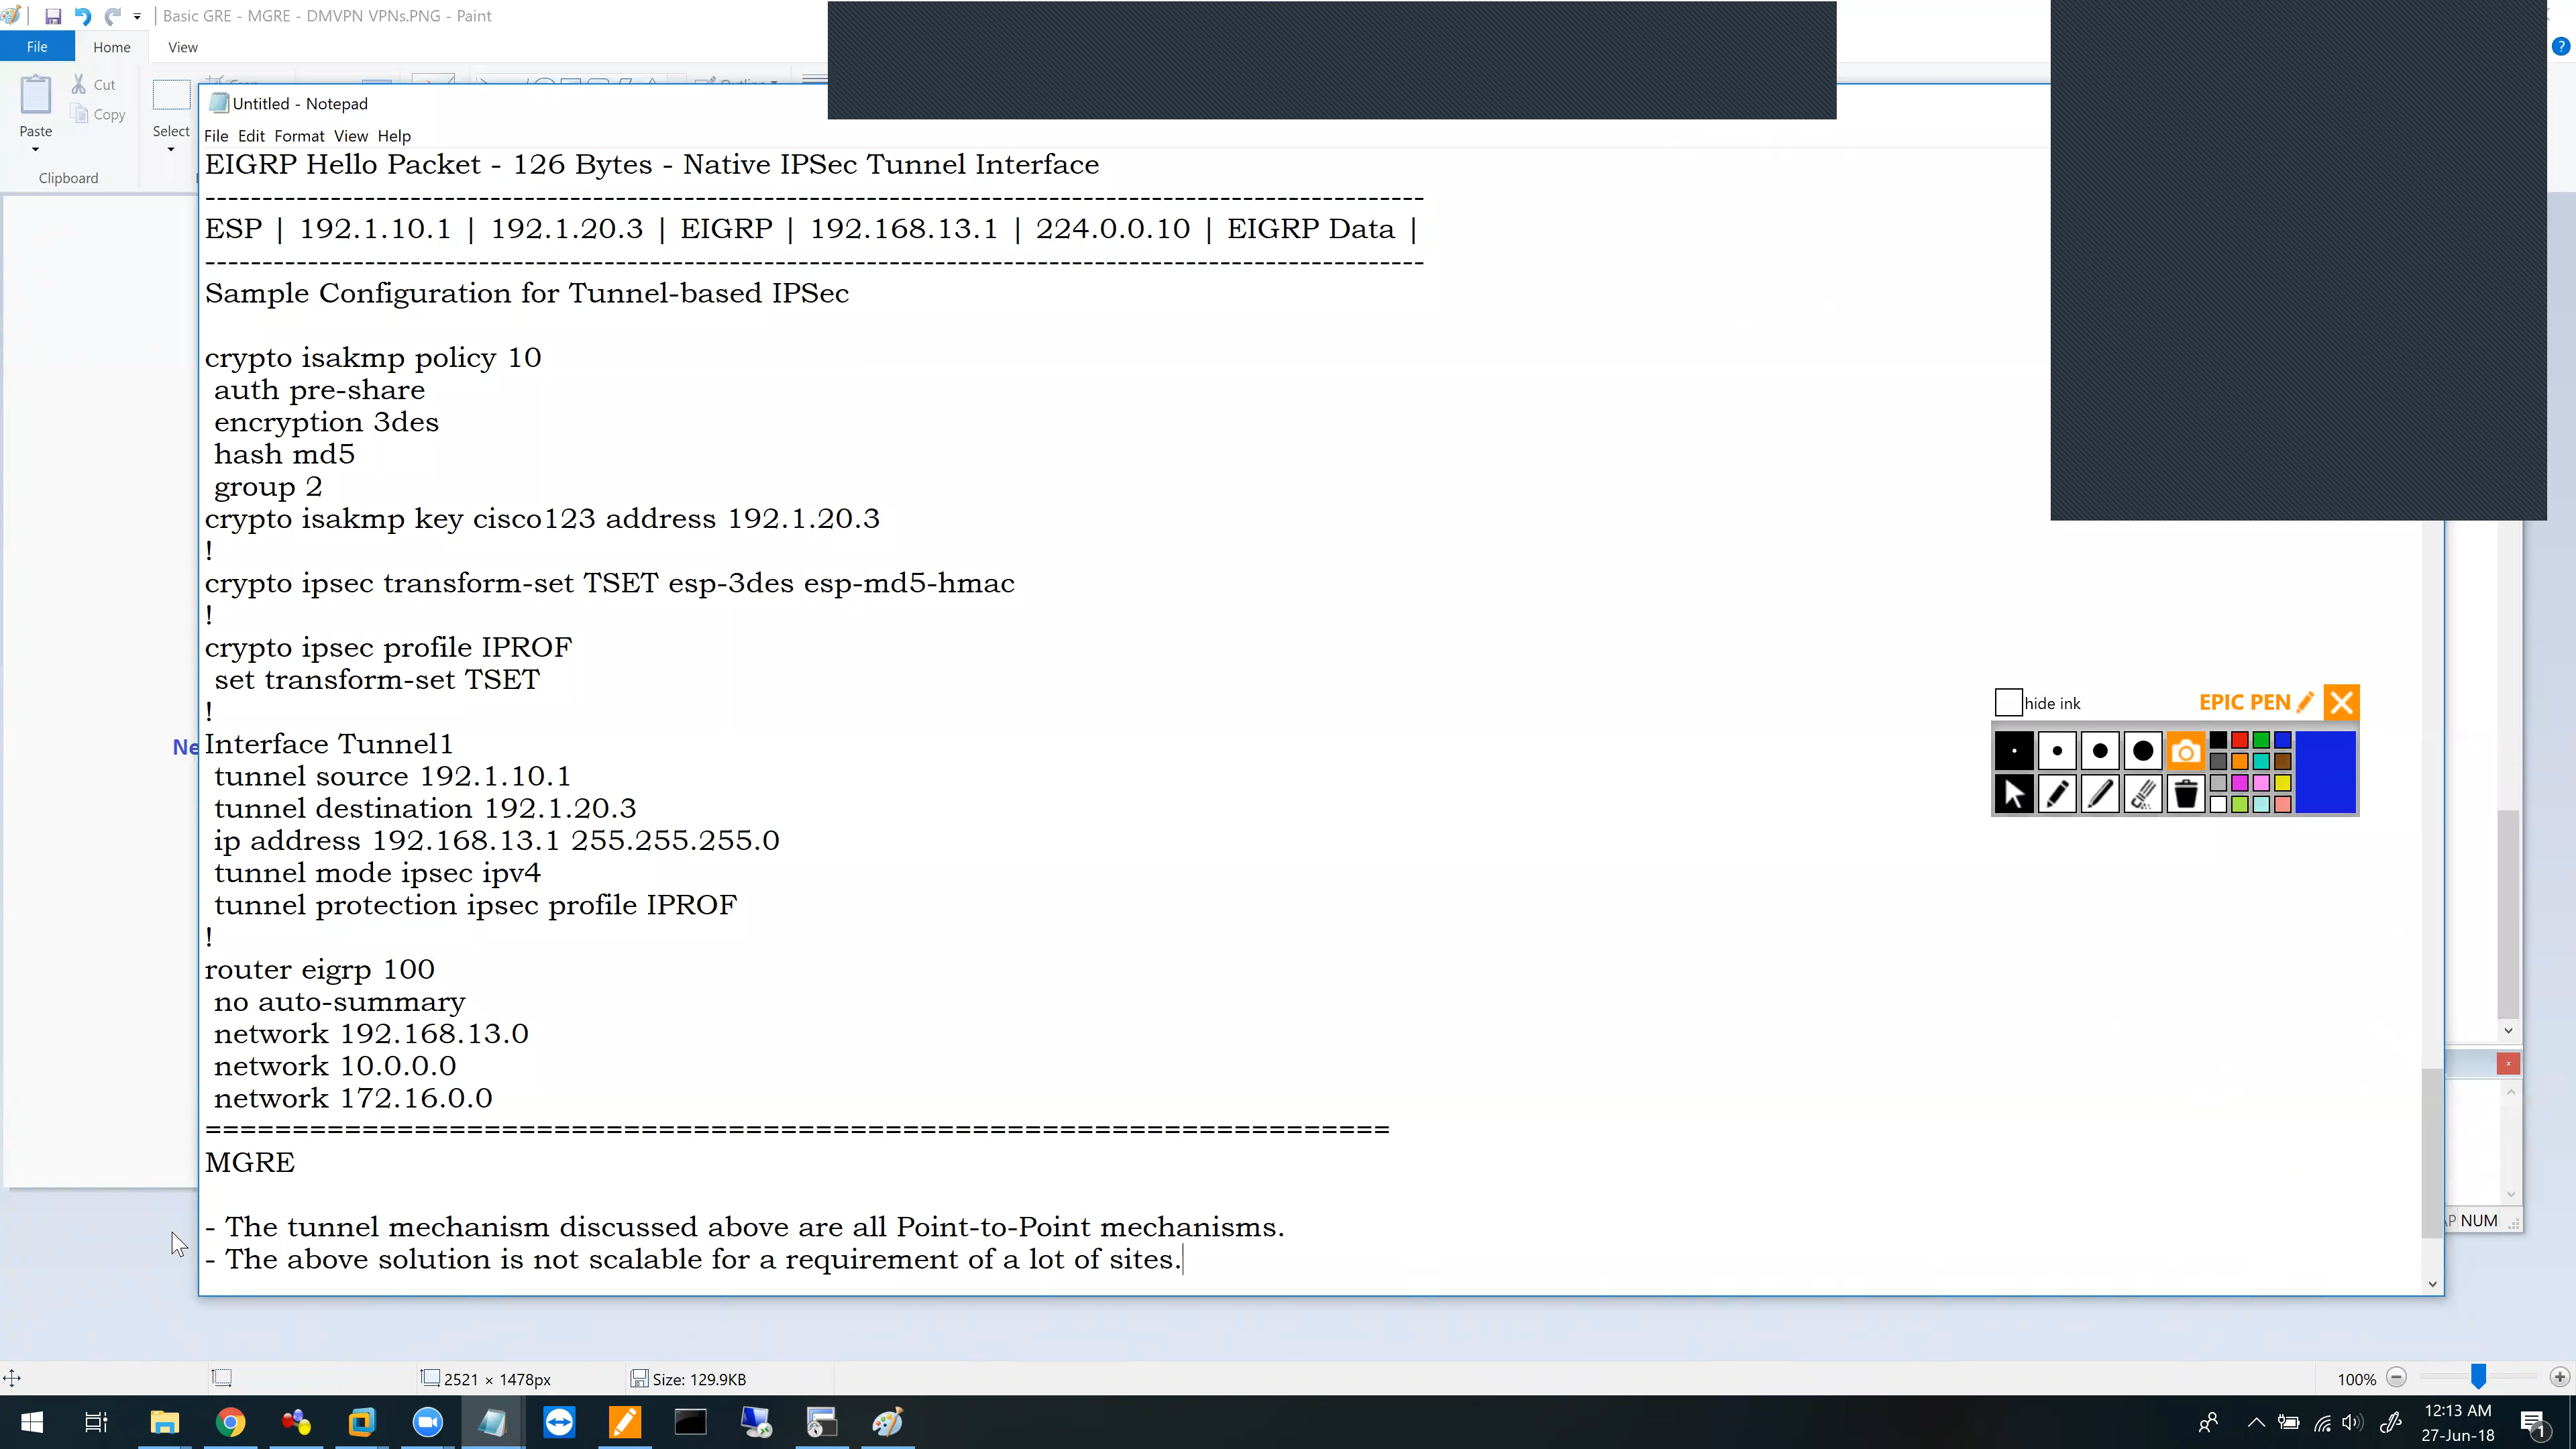 Basic GRE - MGRE - DMVPN VPNs.PNG - Paint
File Home View
Cut
Copy
Paste
Select
Clipboard
Untitled - Notepad
File Edit Format View Help
EIGRP Hello Packet - 126 Bytes - Native IPSec Tunnel Interface
----------------------------------------------------------------------------------------------------------
ESP | 192.1.10.1 | 192.1.20.3 | EIGRP | 192.168.13.1 | 224.0.0.10 | EIGRP Data |
----------------------------------------------------------------------------------------------------------
Sample Configuration for Tunnel-based IPSec
crypto isakmp policy 10
auth pre-share
encryption 3des
hash md5
group 2
crypto isakmp key cisco123 address 192.1.20.3
!
crypto ipsec transform-set TSET esp-3des esp-md5-hmac
!
crypto ipsec profile IPROF
set transform-set TSET
!
Ne
Interface Tunnel1
tunnel source 192.1.10.1
tunnel destination 192.1.20.3
ip address 192.168.13.1 255.255.255.0
tunnel mode ipsec ipv4
tunnel protection ipsec profile IPROF
!
router eigrp 100
no auto-summary
network 192.168.13.0
network 10.0.0.0
network 172.16.0.0
================================================================================
MGRE
- The tunnel mechanism discussed above are all Point-to-Point mechanisms.
- The above solution is not scalable for a requirement of a lot of sites.
hide ink
EPIC PEN
NUM
2521 × 1478px
Size: 129.9KB
100%
12:13 AM
27-Jun-18
1